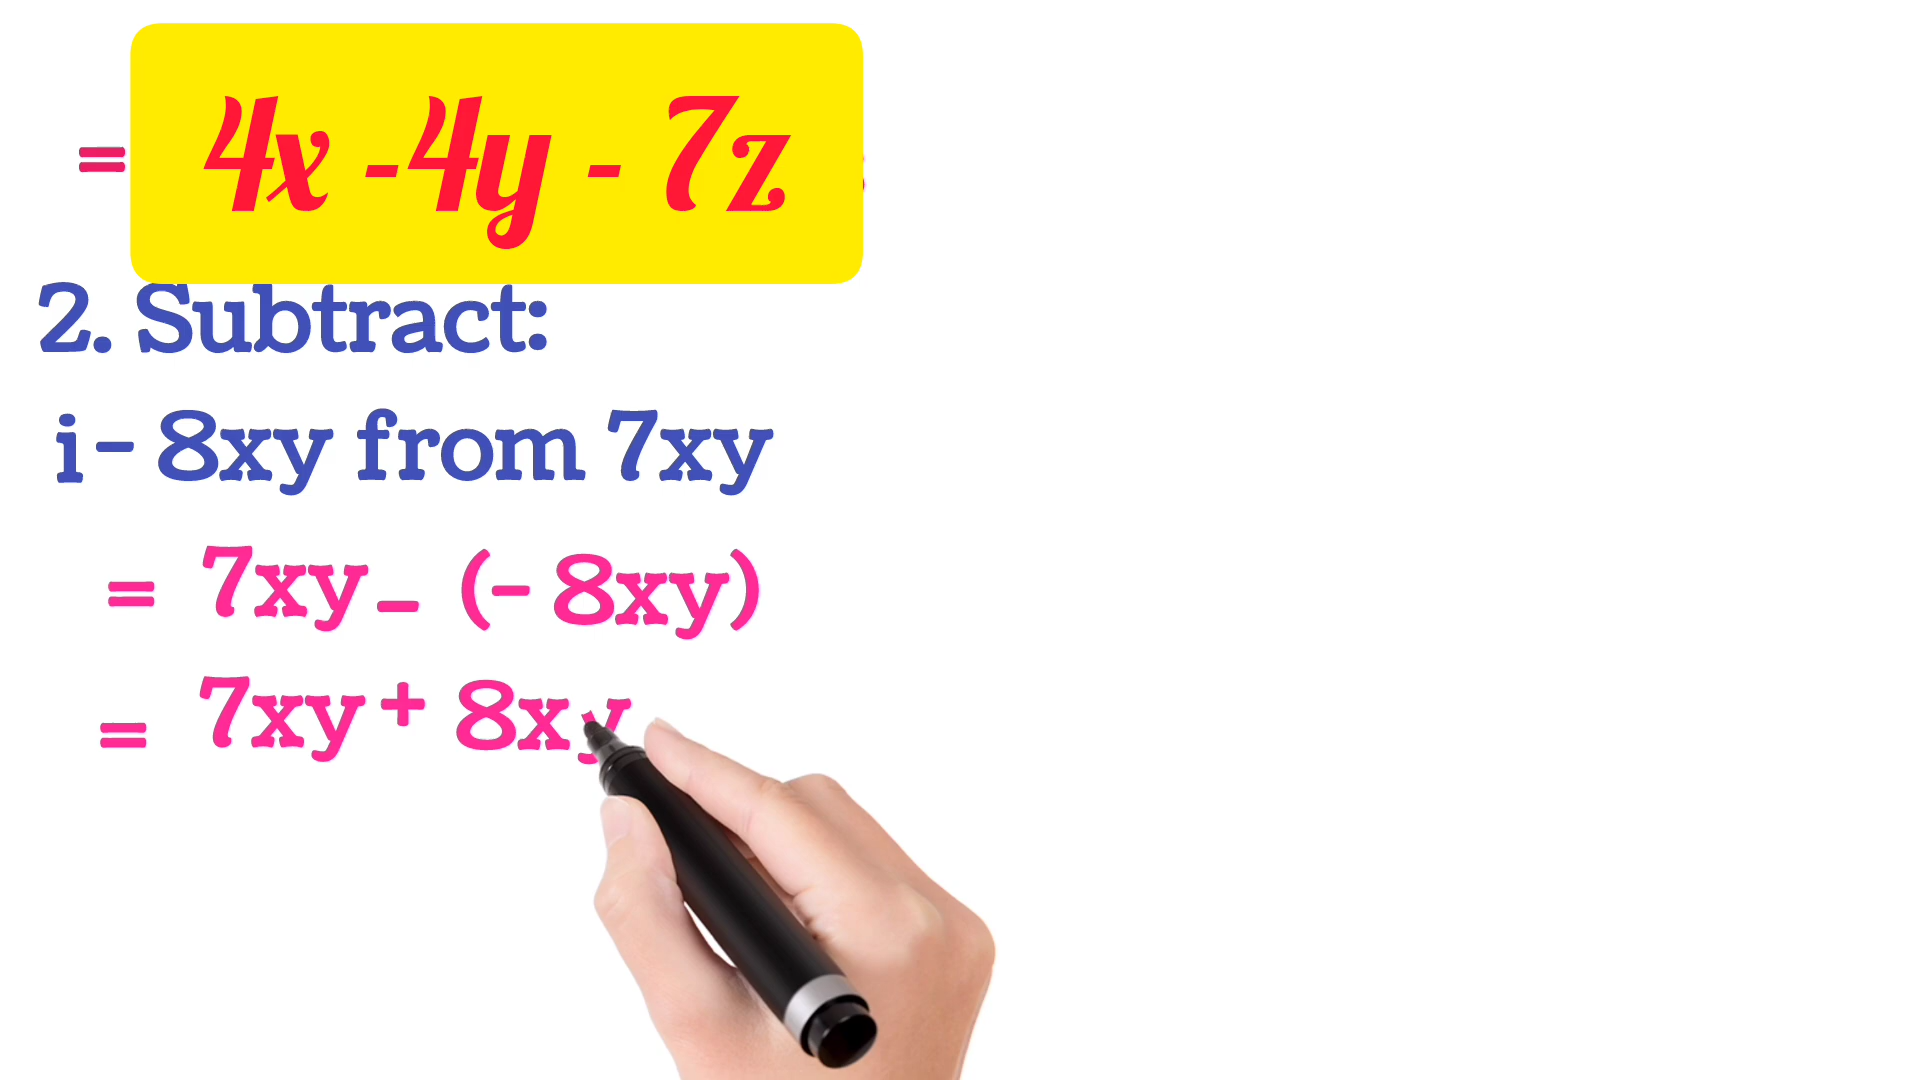 = 4x -4y - 7z
2. Subtract:
i - 8xy from 7xy
= 7xy - (- 8xy)
= 7xy + 8xy